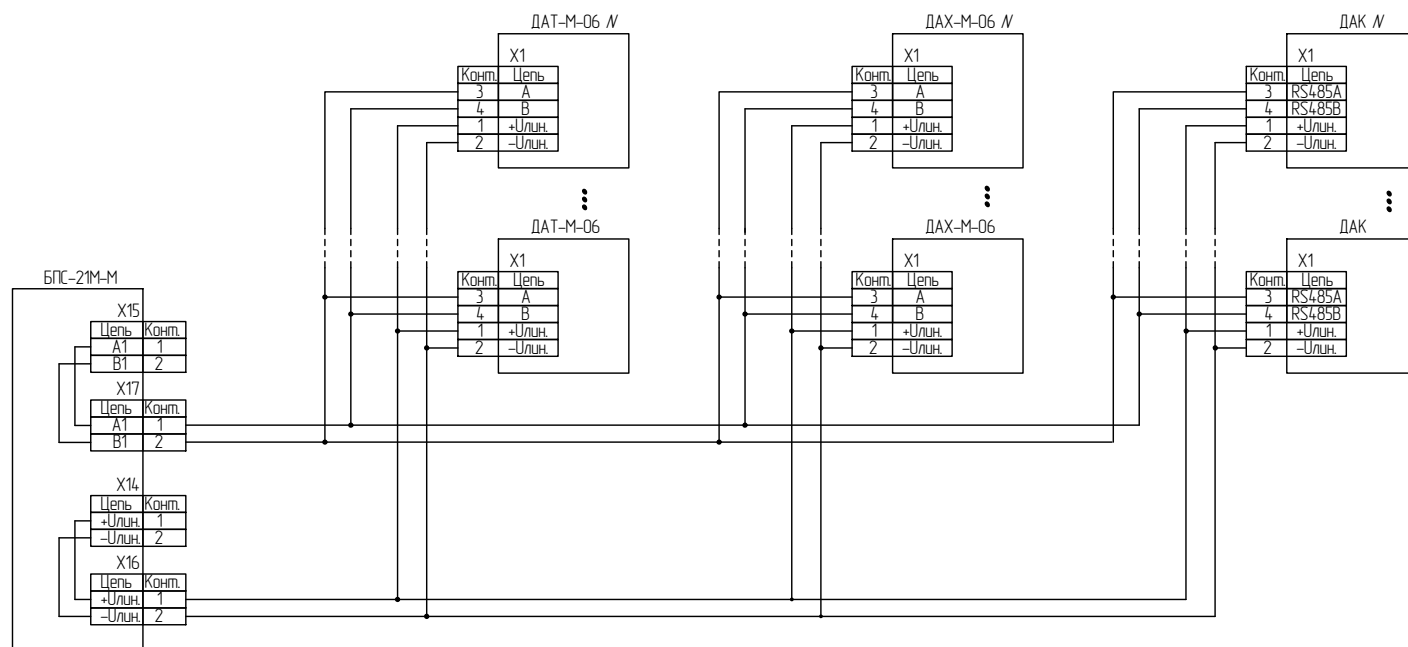 ДАТ-М-06 N
X1
Конт. Цепь
3 A
4 B
1 +Uлин.
2 -Uлин.
ДАХ-М-06 N
X1
Конт. Цепь
3 A
4 B
1 +Uлин.
2 -Uлин.
ДАК N
X1
Конт. Цепь
3 RS485A
4 RS485B
1 +Uлин.
2 -Uлин.
ДАТ-М-06
X1
Конт. Цепь
3 A
4 B
1 +Uлин.
2 -Uлин.
ДАХ-М-06
X1
Конт. Цепь
3 A
4 B
1 +Uлин.
2 -Uлин.
ДАК
X1
Конт. Цепь
3 RS485A
4 RS485B
1 +Uлин.
2 -Uлин.
БПС-21М-М
X15
Цепь Конт.
A1 1
B1 2
X17
Цепь Конт.
A1 1
B1 2
X14
Цепь Конт.
+Uлин. 1
-Uлин. 2
X16
Цепь Конт.
+Uлин. 1
-Uлин. 2